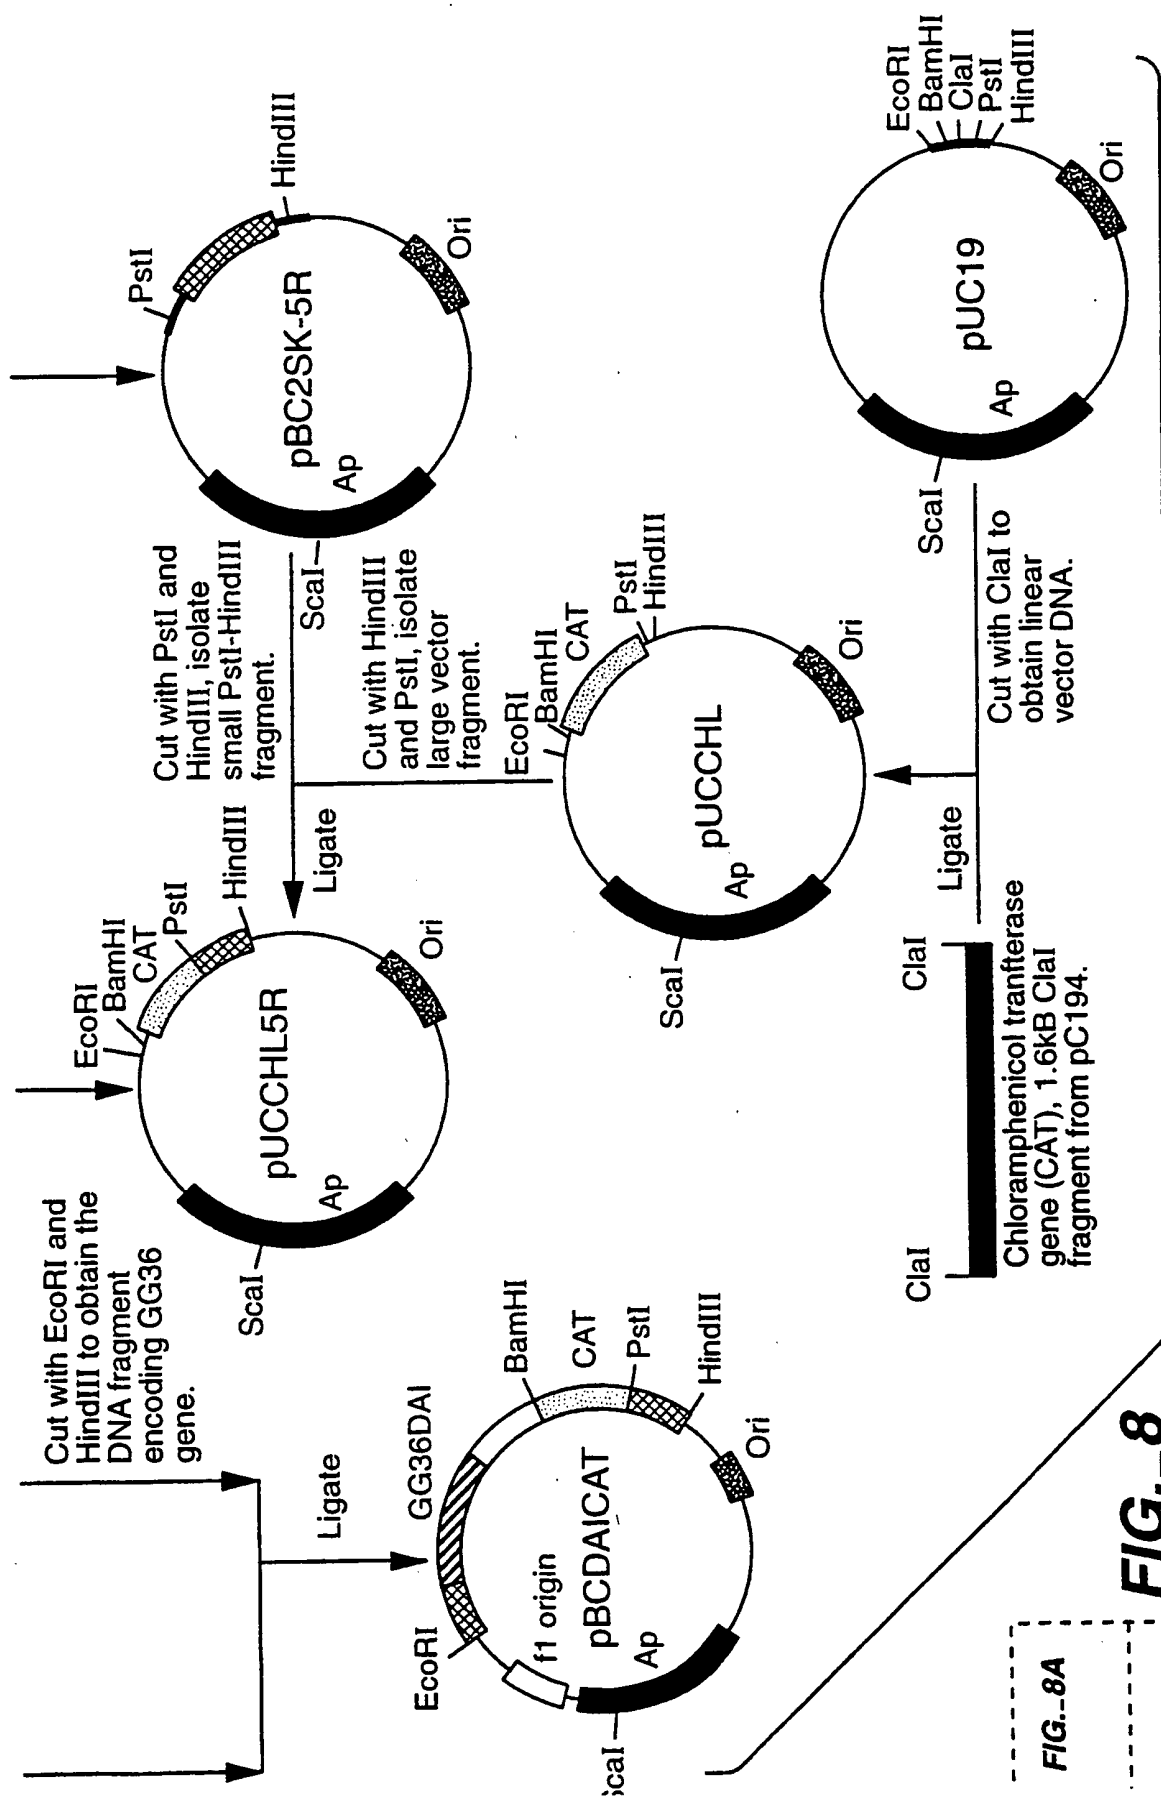 Cut with EcoRI and
HindIII to obtain the
DNA fragment
encoding GG36
gene.
Ligate
EcoRI
GG36DAI
BamHI
CAT
PstI
HindIII
Ori
f1 origin
pBCDAICAT
Ap
EcoRI
BamHI
CAT
PstI
HindIII
ScaI
pUCCHL5R
Ap
Ori
Ligate
Cut with PstI and
HindIII, isolate
small PstI-HindIII
fragment.
Cut with HindIII
and PstI, isolate
large vector
fragment.
PstI
HindIII
ScaI
pBC2SK-5R
Ap
Ori
EcoRI
BamHI
CAT
PstI
HindIII
ScaI
pUCCHL
Ap
Ori
ClaI
ClaI
Chloramphenicol tranfterase
gene (CAT), 1.6kB ClaI
fragment from pC194.
Ligate
Cut with ClaI to
obtain linear
vector DNA.
EcoRI
BamHI
ClaI
PstI
HindIII
ScaI
pUC19
Ap
Ori
FIG._8A
FIG._8